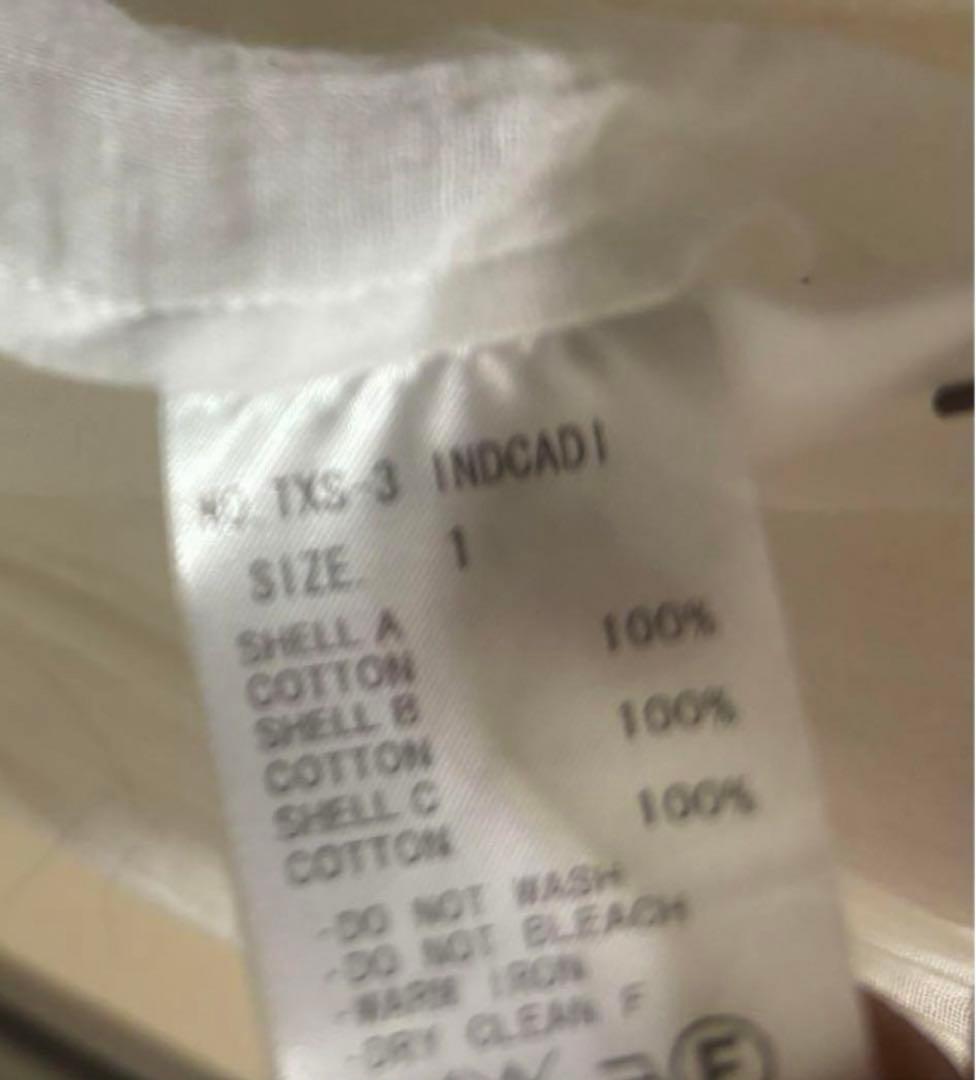 NO. TXS-3 INDCADI
SIZE. 1
SHELL A
COTTON 100%
SHELL B
COTTON 100%
SHELL C
COTTON 100%
-DO NOT WASH
-DO NOT BLEACH
-WARM IRON
-DRY CLEAN F
F